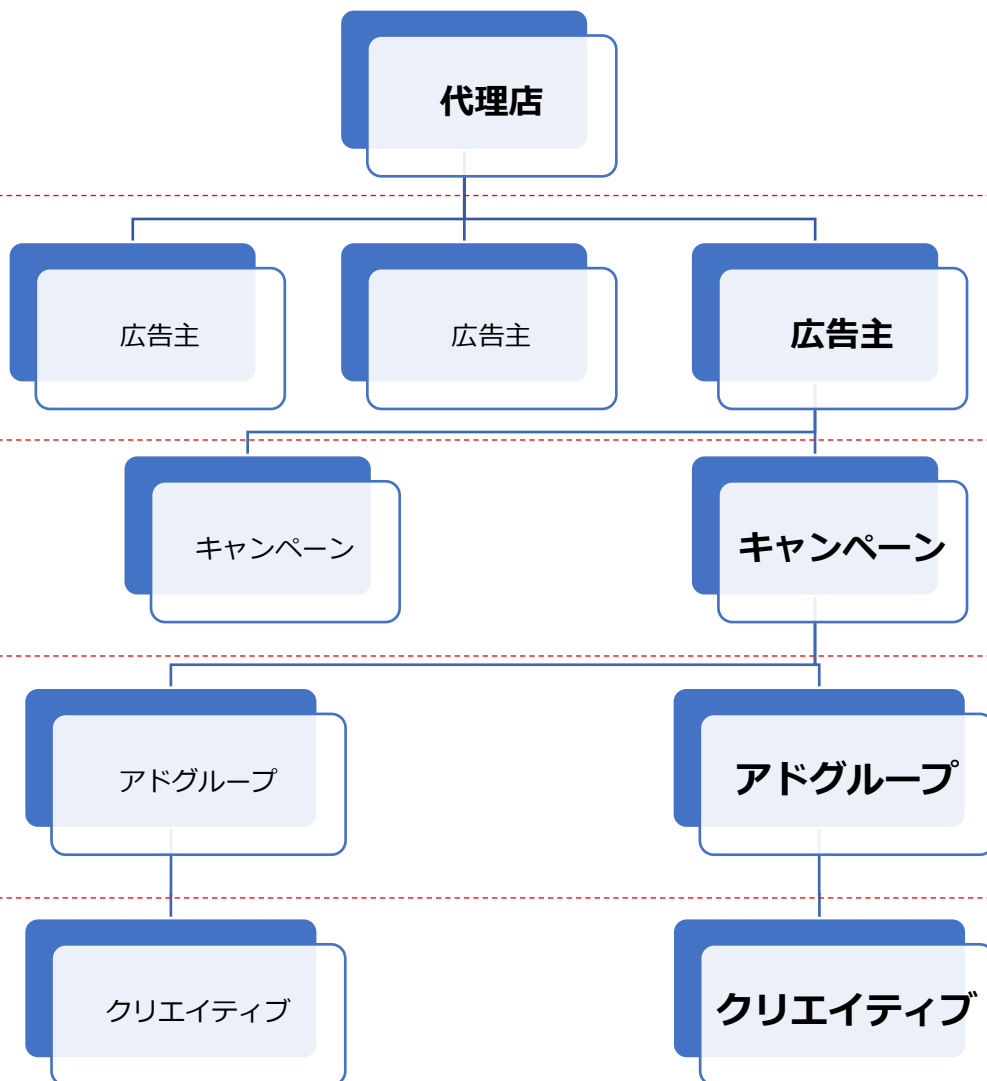 代理店
広告主
広告主
広告主
キャンペーン
キャンペーン
アドグループ
アドグループ
クリエイティブ
クリエイティブ